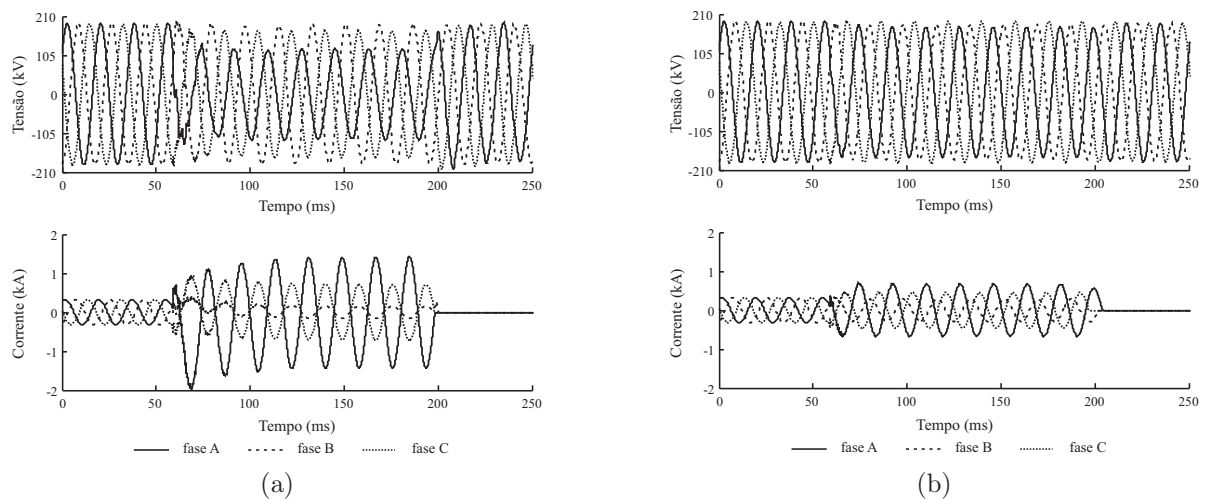 Tensão (kV)
210
105
0
-105
-210
0 50 100 150 200 250
Tempo (ms)
Corrente (kA)
2
1
0
-1
-2
0 50 100 150 200 250
Tempo (ms)
fase A fase B fase C
(a)
Tensão (kV)
210
105
0
-105
-210
0 50 100 150 200 250
Tempo (ms)
Corrente (kA)
2
1
0
-1
-2
0 50 100 150 200 250
Tempo (ms)
fase A fase B fase C
(b)